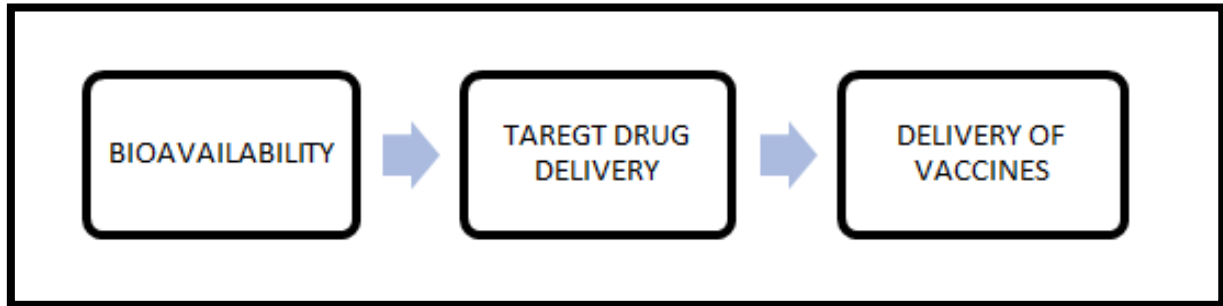 BIOAVAILABILITY
TAREGT DRUG
DELIVERY
DELIVERY OF
VACCINES